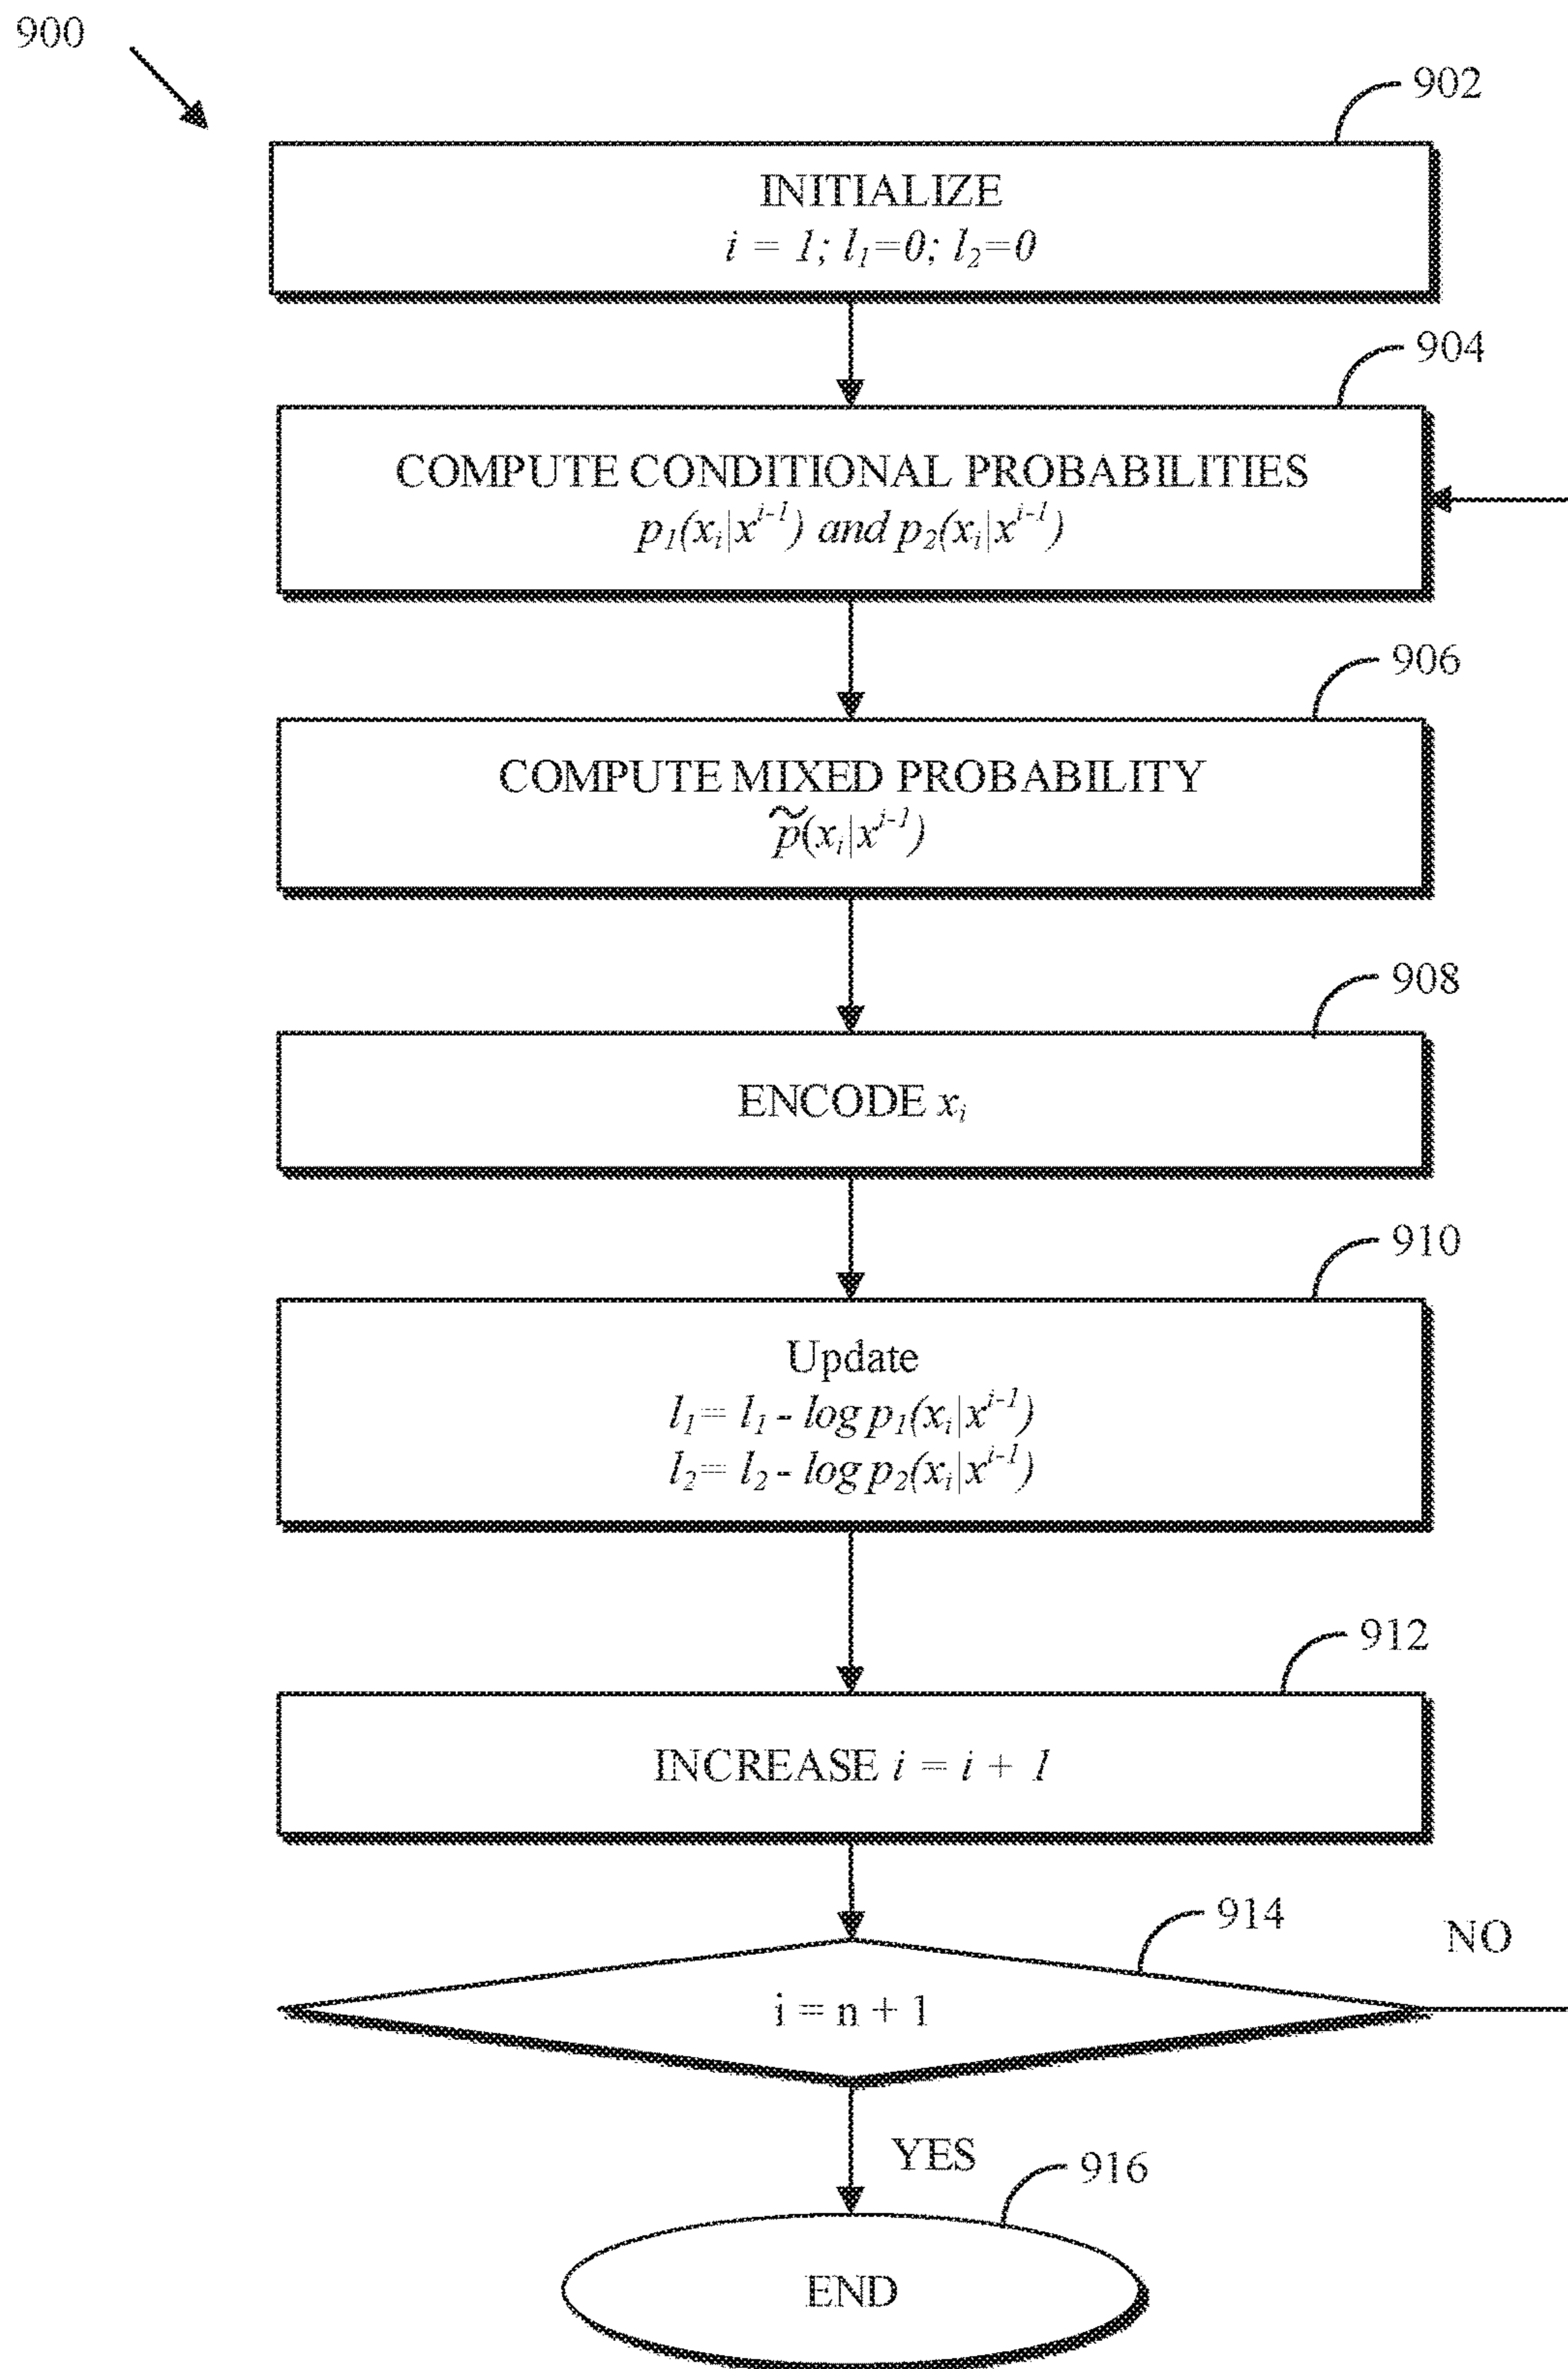 900
902
INITIALIZE
i = 1; l₁=0; l₂=0
904
COMPUTE CONDITIONAL PROBABILITIES
p₁(xᵢ|xⁱ⁻¹) and p₂(xᵢ|xⁱ⁻¹)
906
COMPUTE MIXED PROBABILITY
p̃(xᵢ|xⁱ⁻¹)
908
ENCODE xᵢ
910
Update
l₁= l₁ - log p₁(xᵢ|xⁱ⁻¹)
l₂= l₂ - log p₂(xᵢ|xⁱ⁻¹)
912
INCREASE i = i + 1
914
NO
i = n + 1
YES
916
END